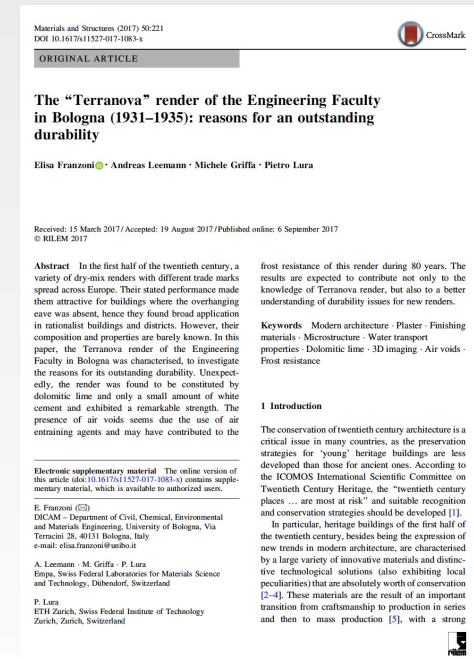 Materials and Structures (2017) 50:221
DOI 10.1617/s11527-017-1083-x
CrossMark
ORIGINAL ARTICLE
The “Terranova” render of the Engineering Faculty
in Bologna (1931–1935): reasons for an outstanding
durability
Elisa Franzoni · Andreas Leemann · Michele Griffa · Pietro Lura
Received: 15 March 2017 / Accepted: 19 August 2017 / Published online: 6 September 2017
© RILEM 2017
Abstract In the first half of the twentieth century, a
variety of dry-mix renders with different trade marks
spread across Europe. Their stated performance made
them attractive for buildings where the overhanging
eave was absent, hence they found broad application
in rationalist buildings and districts. However, their
composition and properties are barely known. In this
paper, the Terranova render of the Engineering
Faculty in Bologna was characterised, to investigate
the reasons for its outstanding durability. Unexpect-
edly, the render was found to be constituted by
dolomitic lime and only a small amount of white
cement and exhibited a remarkable strength. The
presence of air voids seems due the use of air
entraining agents and may have contributed to the
frost resistance of this render during 80 years. The
results are expected to contribute not only to the
knowledge of Terranova render, but also to a better
understanding of durability issues for new renders.
Keywords Modern architecture · Plaster · Finishing
materials · Microstructure · Water transport
properties · Dolomitic lime · 3D imaging · Air voids ·
Frost resistance
Electronic supplementary material The online version of
this article (doi:10.1617/s11527-017-1083-x) contains supple-
mentary material, which is available to authorized users.
E. Franzoni (✉)
DICAM – Department of Civil, Chemical, Environmental
and Materials Engineering, University of Bologna, Via
Terracini 28, 40131 Bologna, Italy
e-mail: elisa.franzoni@unibo.it
A. Leemann · M. Griffa · P. Lura
Empa, Swiss Federal Laboratories for Materials Science
and Technology, Dübendorf, Switzerland
P. Lura
ETH Zurich, Swiss Federal Institute of Technology
Zurich, Zurich, Switzerland
1 Introduction
The conservation of twentieth century architecture is a
critical issue in many countries, as the preservation
strategies for ‘young’ heritage buildings are less
developed than those for ancient ones. According to
the ICOMOS International Scientific Committee on
Twentieth Century Heritage, the “twentieth century
places … are most at risk” and suitable recognition
and conservation strategies should be developed [1].
In particular, heritage buildings of the first half of
the twentieth century, besides being the expression of
new trends in modern architecture, are characterised
by a large variety of innovative materials and distinc-
tive technological solutions (also exhibiting local
peculiarities) that are absolutely worth of conservation
[2–4]. These materials are the result of an important
transition from craftsmanship to production in series
and then to mass production [5], with a strong
rilem